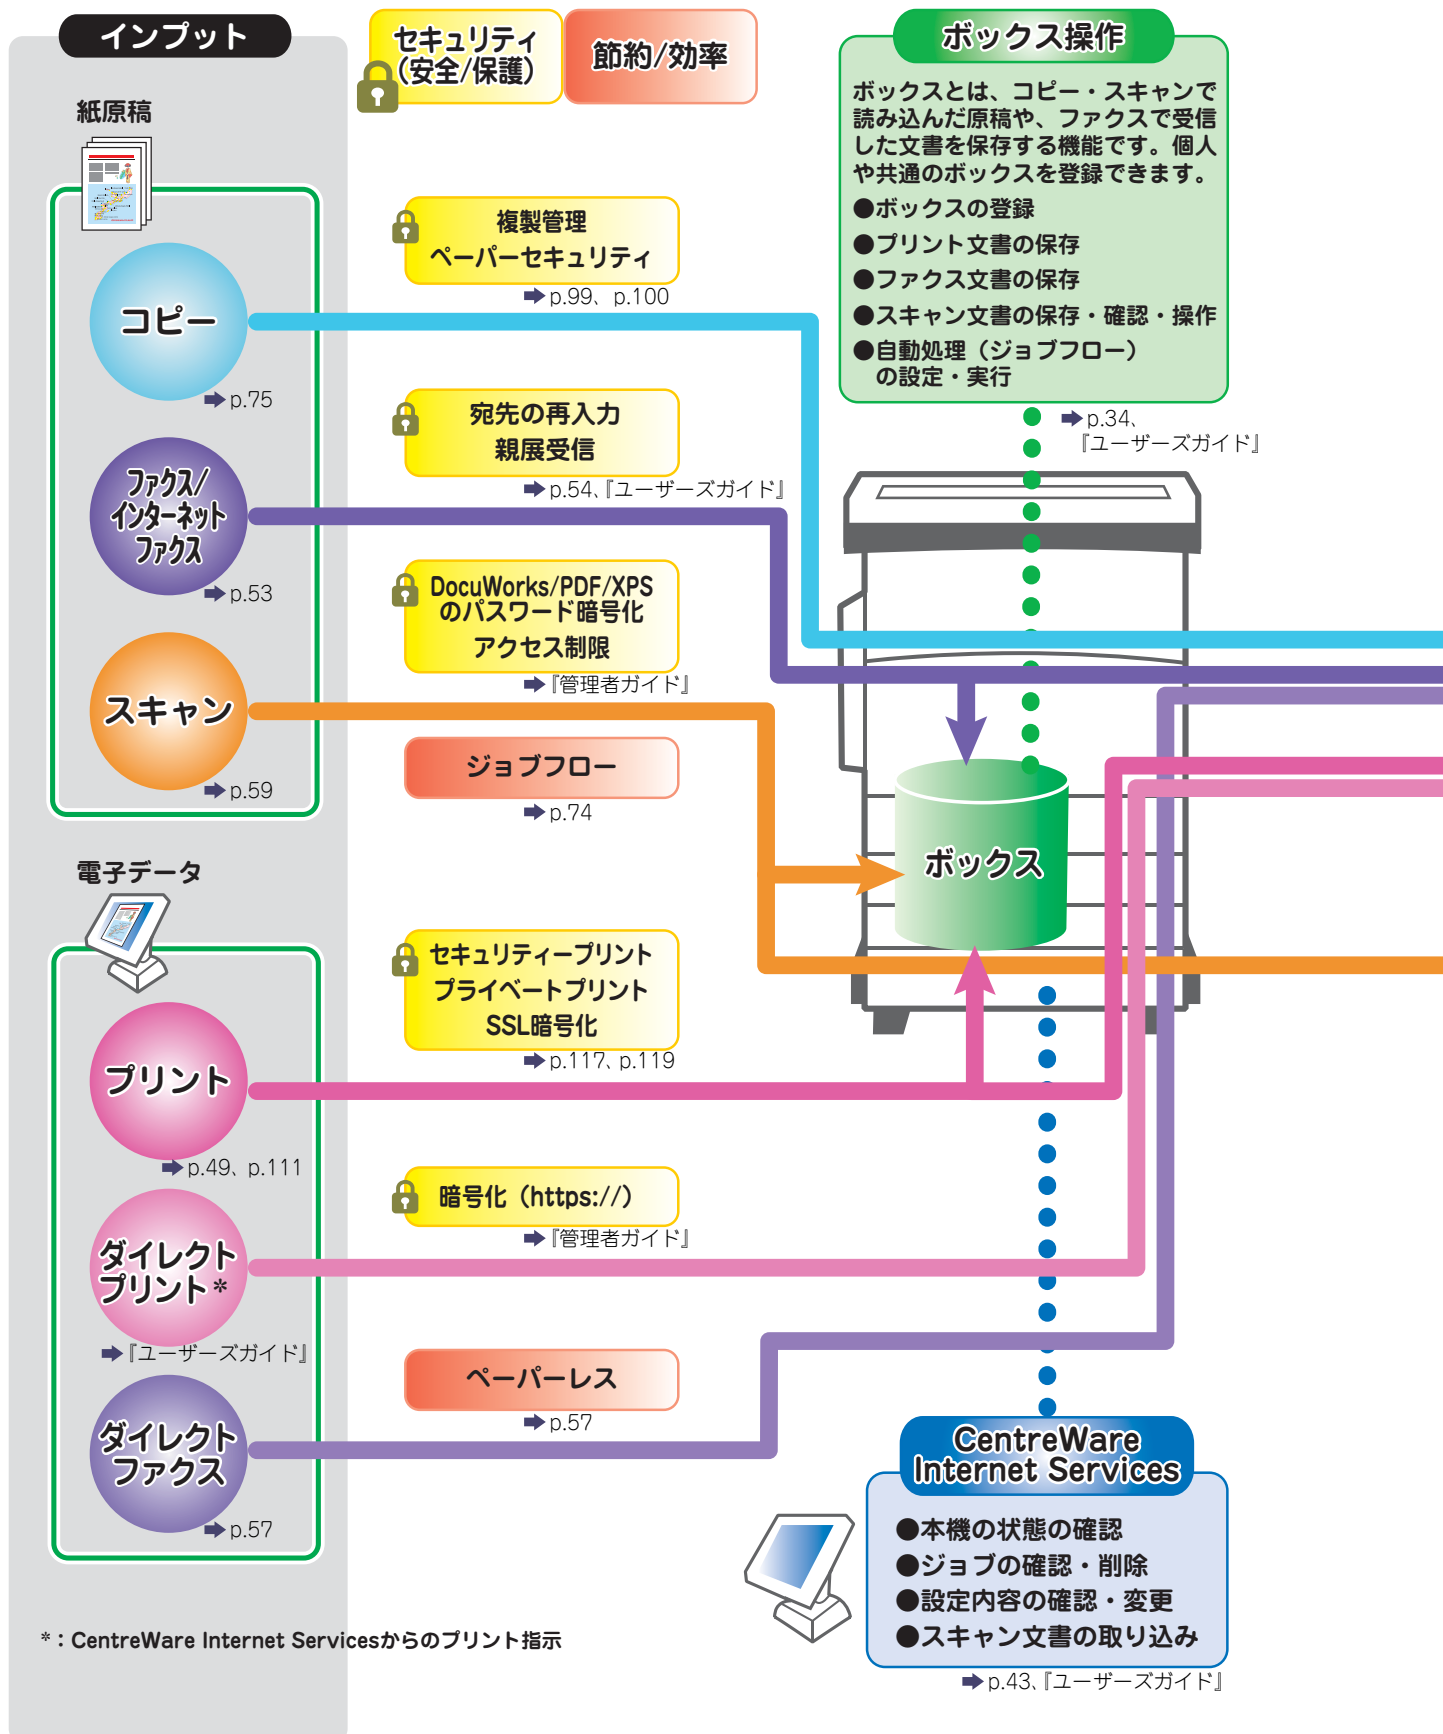 インプット
セキュリティ
（安全/保護）
節約/効率
紙原稿
コピー
➡p.75
ファクス/
インターネット
ファクス
➡p.53
スキャン
➡p.59
複製管理
ペーパーセキュリティ
➡p.99、p.100
宛先の再入力
親展受信
➡p.54、『ユーザーズガイド』
DocuWorks/PDF/XPS
のパスワード暗号化
アクセス制限
➡『管理者ガイド』
ジョブフロー
➡p.74
ボックス操作
ボックスとは、コピー・スキャンで
読み込んだ原稿や、ファクスで受信
した文書を保存する機能です。個人
や共通のボックスを登録できます。
●ボックスの登録
●プリント文書の保存
●ファクス文書の保存
●スキャン文書の保存・確認・操作
●自動処理（ジョブフロー）
の設定・実行
➡p.34、
『ユーザーズガイド』
ボックス
電子データ
プリント
➡p.49、p.111
ダイレクト
プリント*
➡『ユーザーズガイド』
ダイレクト
ファクス
➡p.57
セキュリティープリント
プライベートプリント
SSL暗号化
➡p.117、p.119
暗号化（https://）
➡『管理者ガイド』
ペーパーレス
➡p.57
CentreWare
Internet Services
●本機の状態の確認
●ジョブの確認・削除
●設定内容の確認・変更
●スキャン文書の取り込み
➡p.43、『ユーザーズガイド』
*：CentreWare Internet Servicesからのプリント指示